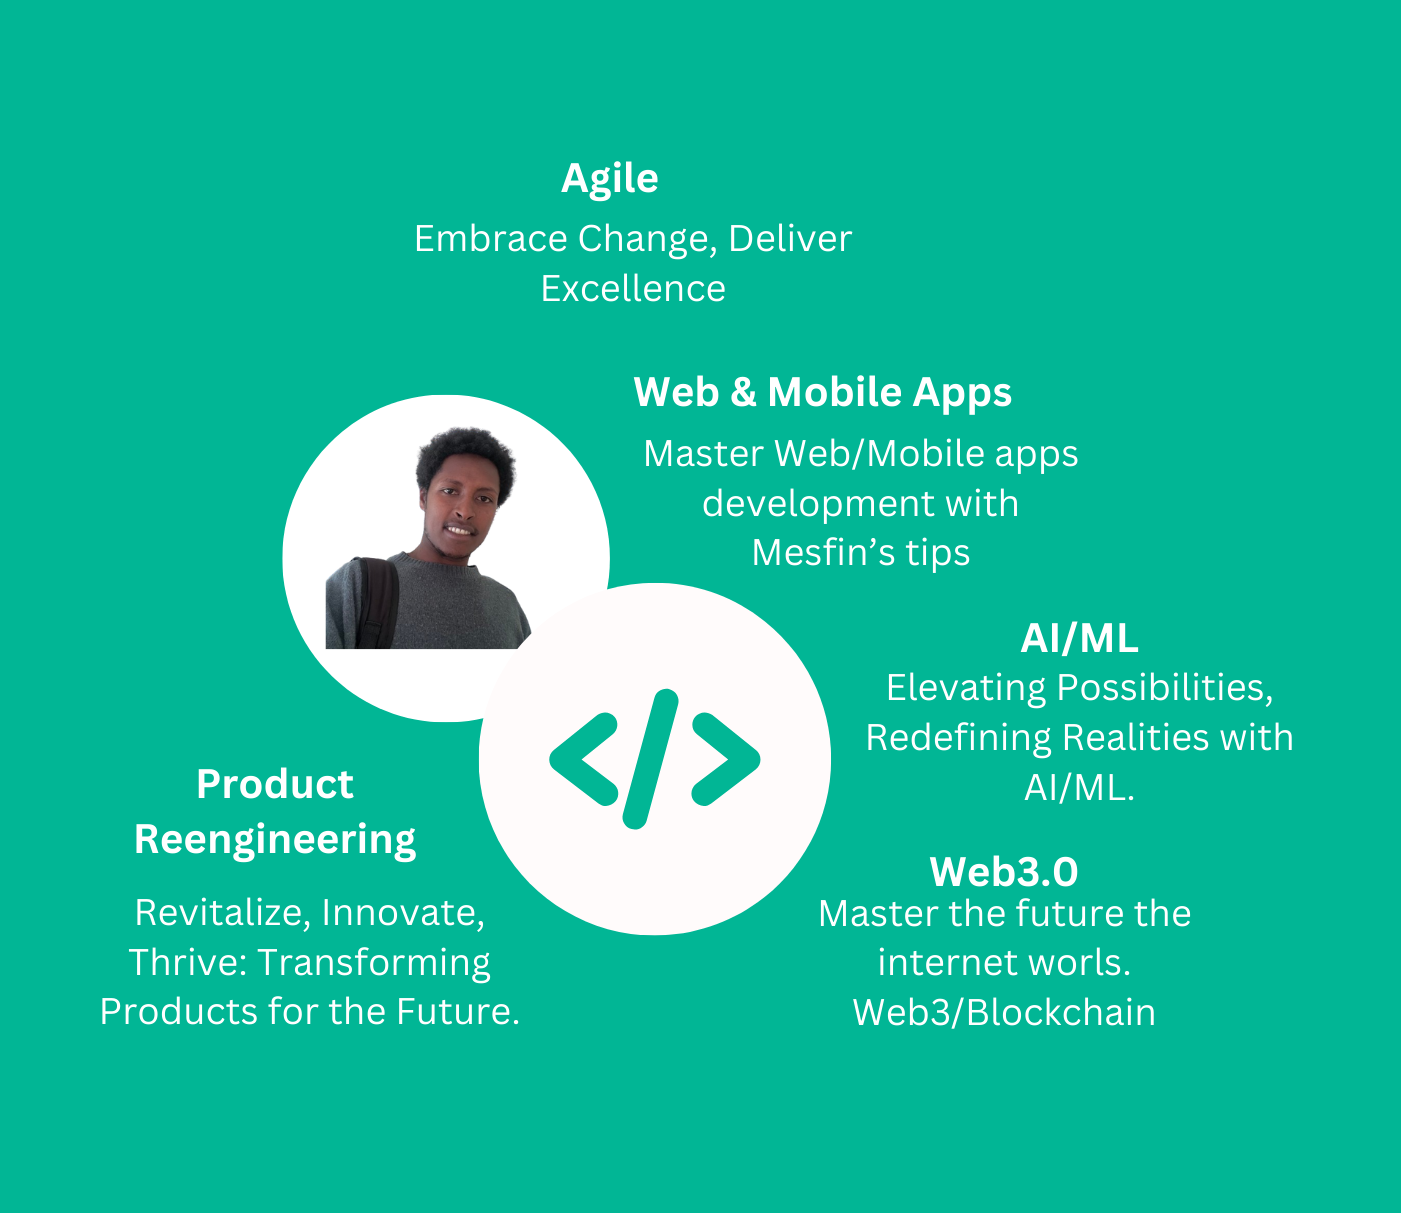 Agile
Embrace Change, Deliver
Excellence
Web & Mobile Apps
Master Web/Mobile apps
development with
Mesfin’s tips
AI/ML
Elevating Possibilities,
Redefining Realities with
AI/ML.
Product
Reengineering
Revitalize, Innovate,
Thrive: Transforming
Products for the Future.
</>
Web3.0
Master the future the
internet worls.
Web3/Blockchain